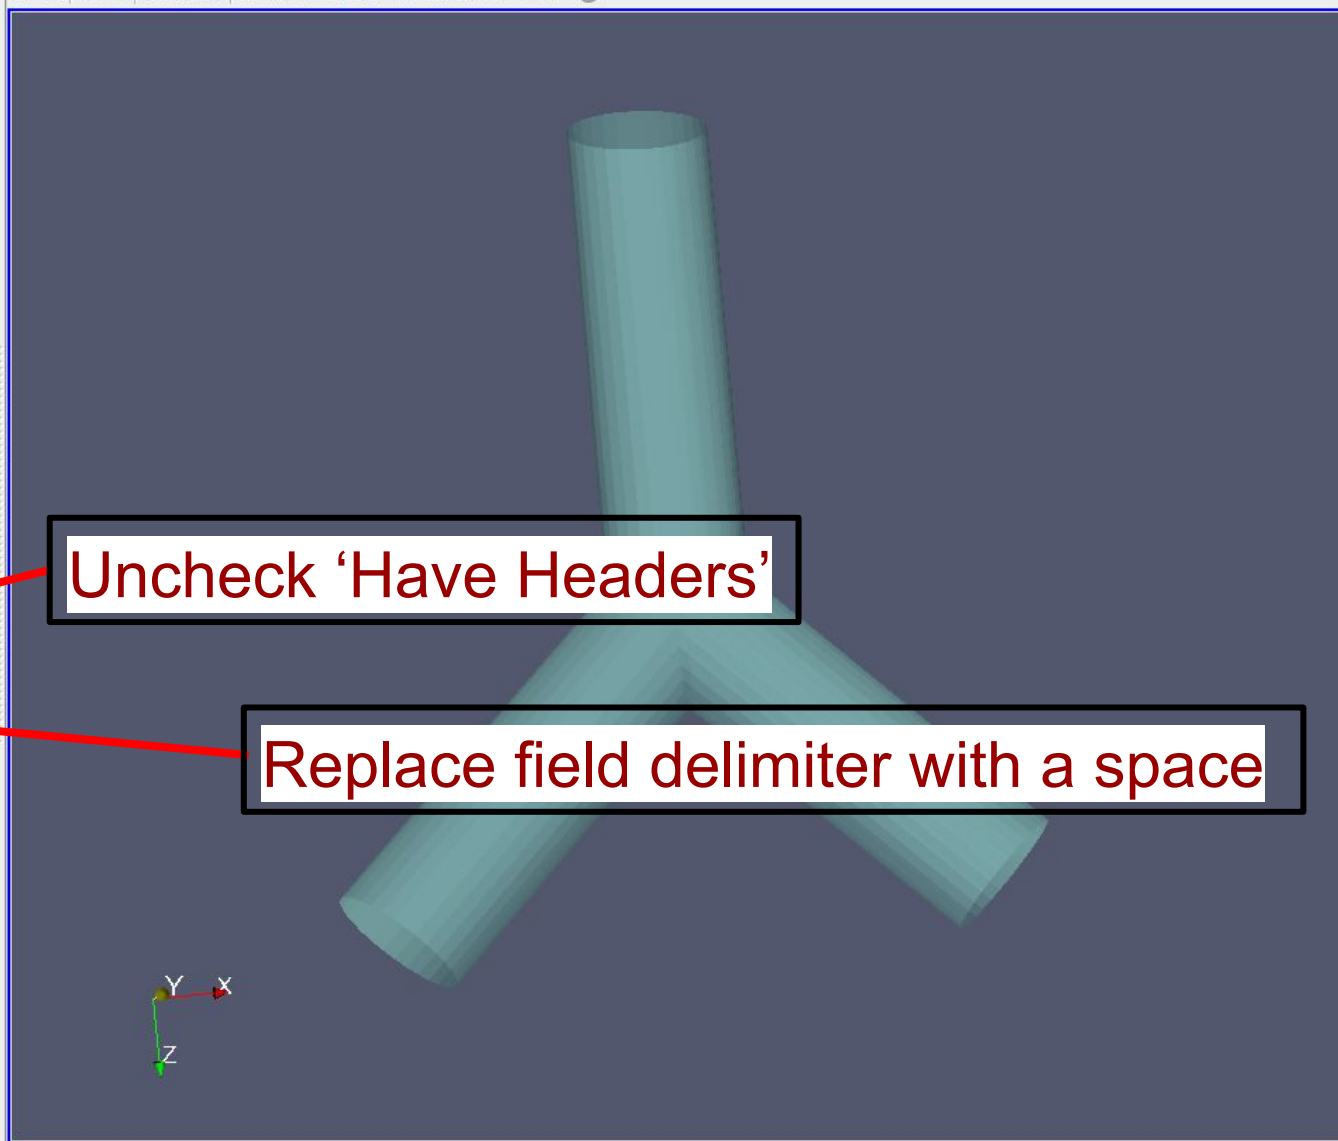 Uncheck ‘Have Headers’
Replace field delimiter with a space
Y X
Z